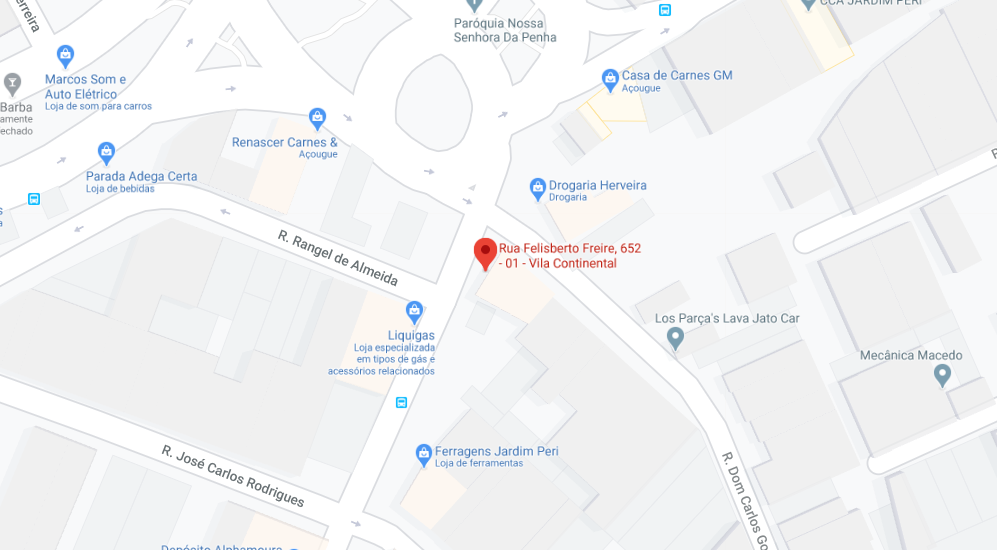 erreira
Paróquia Nossa
Senhora Da Penha
CCA JARDIM PERI
Marcos Som e
Auto Elétrico
Loja de som para carros
Barba
amente
echado
Casa de Carnes GM
Açougue
Renascer Carnes &
Açougue
Parada Adega Certa
Loja de bebidas
Drogaria Herveira
Drogaria
R. Rangel de Almeida
Rua Felisberto Freire, 652
- 01 - Vila Continental
Liquigas
Loja especializada
em tipos de gás e
acessórios relacionados
Los Parça's Lava Jato Car
Mecânica Macedo
R. José Carlos Rodrigues
Ferragens Jardim Peri
Loja de ferramentas
R. Dom Carlos Go
Depósito Alphamoura